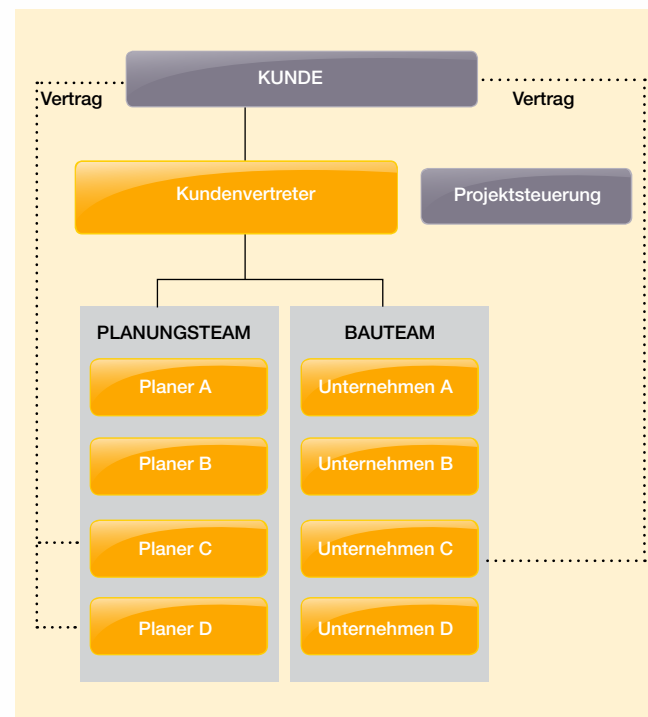 KUNDE
Vertrag
Vertrag
Kundenvertreter
Projektsteuerung
PLANUNGSTEAM
BAUTEAM
Planer A
Unternehmen A
Planer B
Unternehmen B
Planer C
Unternehmen C
Planer D
Unternehmen D